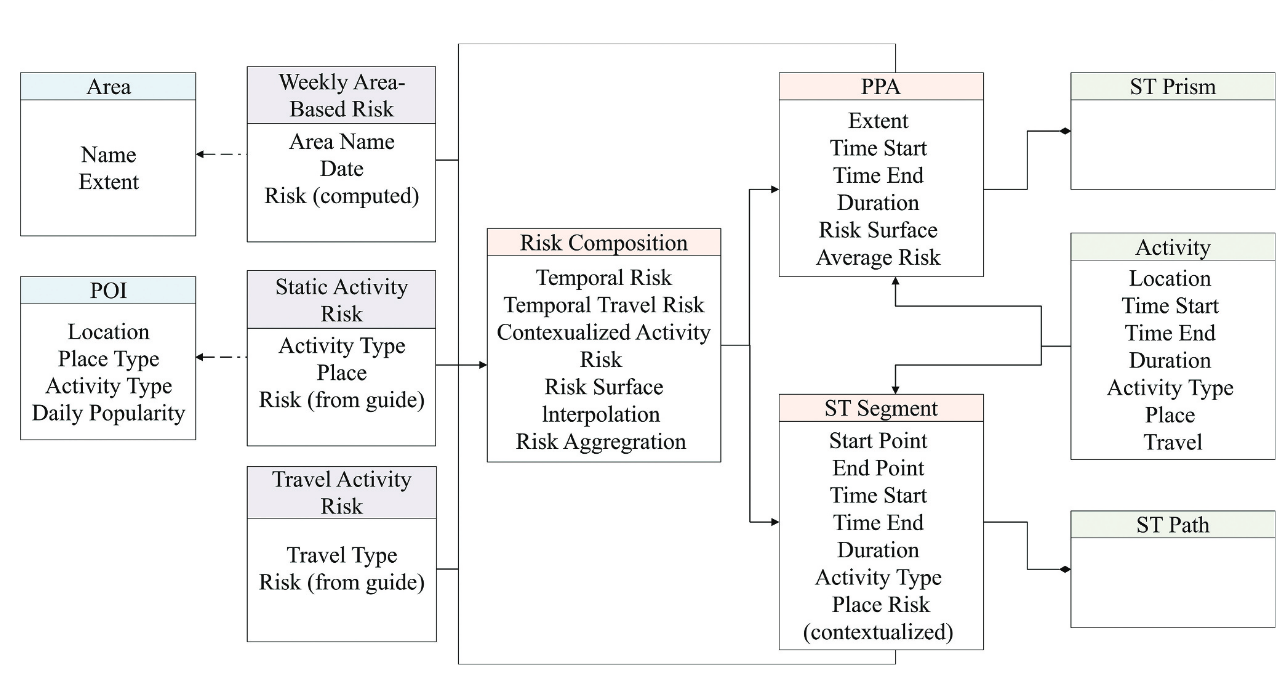 Area
Name
Extent
POI
Location
Place Type
Activity Type
Daily Popularity
Weekly Area-
Based Risk
Area Name
Date
Risk (computed)
Static Activity
Risk
Activity Type
Place
Risk (from guide)
Travel Activity
Risk
Travel Type
Risk (from guide)
Risk Composition
Temporal Risk
Temporal Travel Risk
Contexualized Activity
Risk
Risk Surface
Interpolation
Risk Aggregration
PPA
Extent
Time Start
Time End
Duration
Risk Surface
Average Risk
ST Segment
Start Point
End Point
Time Start
Time End
Duration
Activity Type
Place Risk
(contextualized)
ST Prism
Activity
Location
Time Start
Time End
Duration
Activity Type
Place
Travel
ST Path